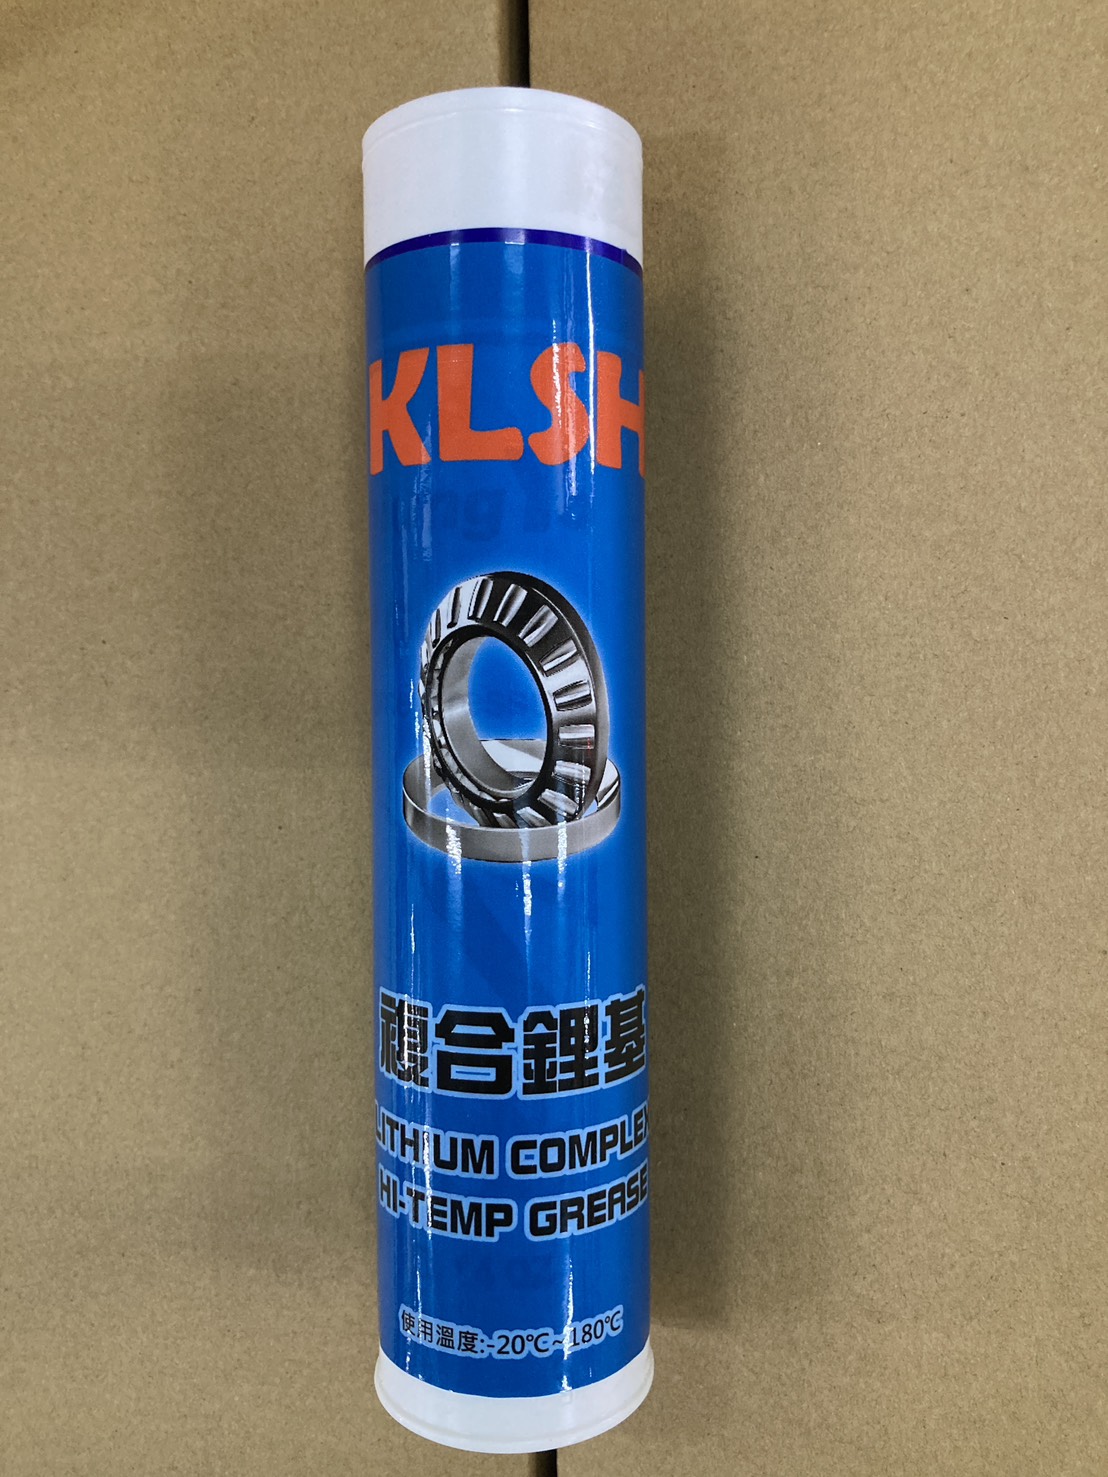 KLSH
複合鋰基
LITHIUM COMPLEX
HI-TEMP GREASE
使用溫度:-20℃~180℃